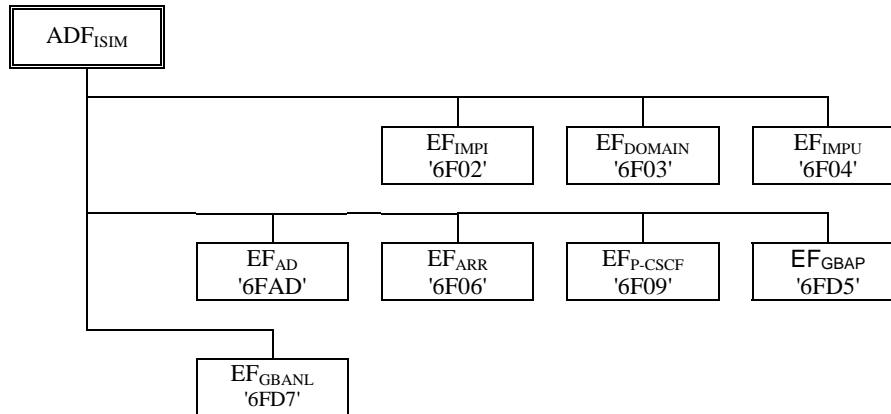 ADFISIM
EFIMPI
'6F02'
EFDOMAIN
'6F03'
EFIMPU
'6F04'
EFAD
'6FAD'
EFARR
'6F06'
EFP-CSCF
'6F09'
EFGBAP
'6FD5'
EFGBANL
'6FD7'